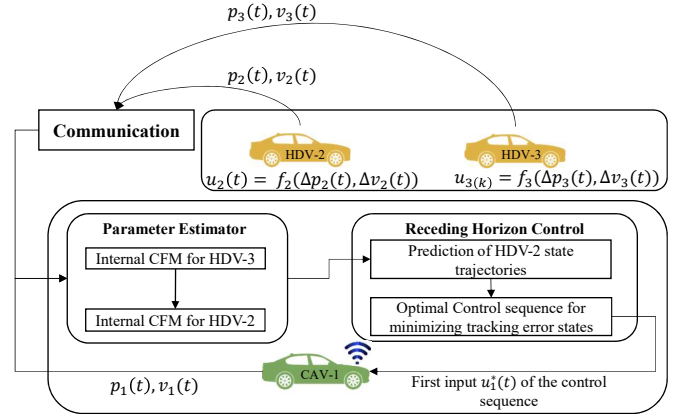 p₃(t), v₃(t)
p₂(t), v₂(t)
Communication
HDV-2
HDV-3
u₂(t) = f₂(Δp₂(t), Δv₂(t))
u₃₍ₖ₎ = f₃(Δp₃(t), Δv₃(t))
Parameter Estimator
Internal CFM for HDV-3
Internal CFM for HDV-2
Receding Horizon Control
Prediction of HDV-2 state
trajectories
Optimal Control sequence for
minimizing tracking error states
CAV-1
p₁(t), v₁(t)
First input u₁*(t) of the control
sequence